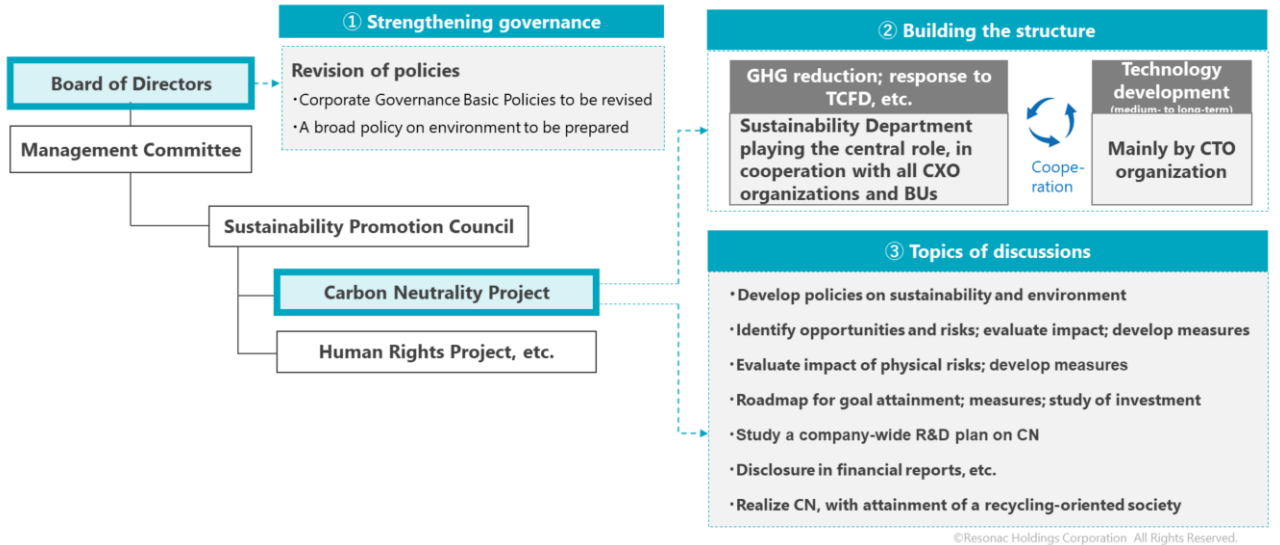 ① Strengthening governance
Board of Directors
Revision of policies
・Corporate Governance Basic Policies to be revised
・A broad policy on environment to be prepared
Management Committee
Sustainability Promotion Council
Carbon Neutrality Project
Human Rights Project, etc.
② Building the structure
GHG reduction; response to
TCFD, etc.
Sustainability Department
playing the central role, in
cooperation with all CXO
organizations and BUs
Coope-
ration
Technology
development
(medium- to long-term)
Mainly by CTO
organization
③ Topics of discussions
・Develop policies on sustainability and environment
・Identify opportunities and risks; evaluate impact; develop measures
・Evaluate impact of physical risks; develop measures
・Roadmap for goal attainment; measures; study of investment
・Study a company-wide R&D plan on CN
・Disclosure in financial reports, etc.
・Realize CN, with attainment of a recycling-oriented society
©Resonac Holdings Corporation All Rights Reserved.